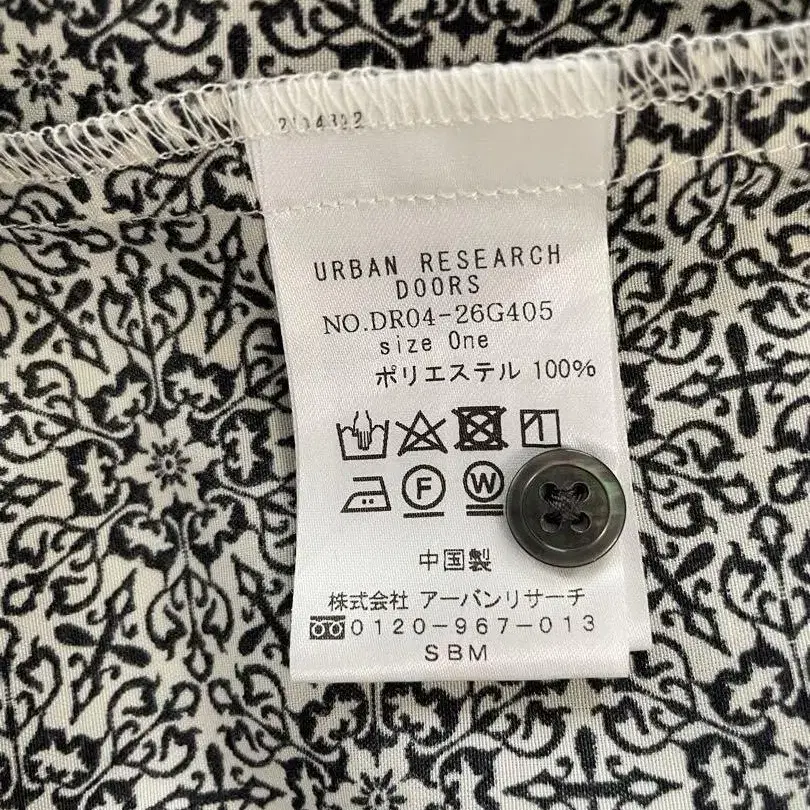 URBAN RESEARCH
DOORS
NO.DR04-26G405
size One
ポリエステル 100%
F W
中国製
株式会社 アーバンリサーチ
0120-967-013
SBM